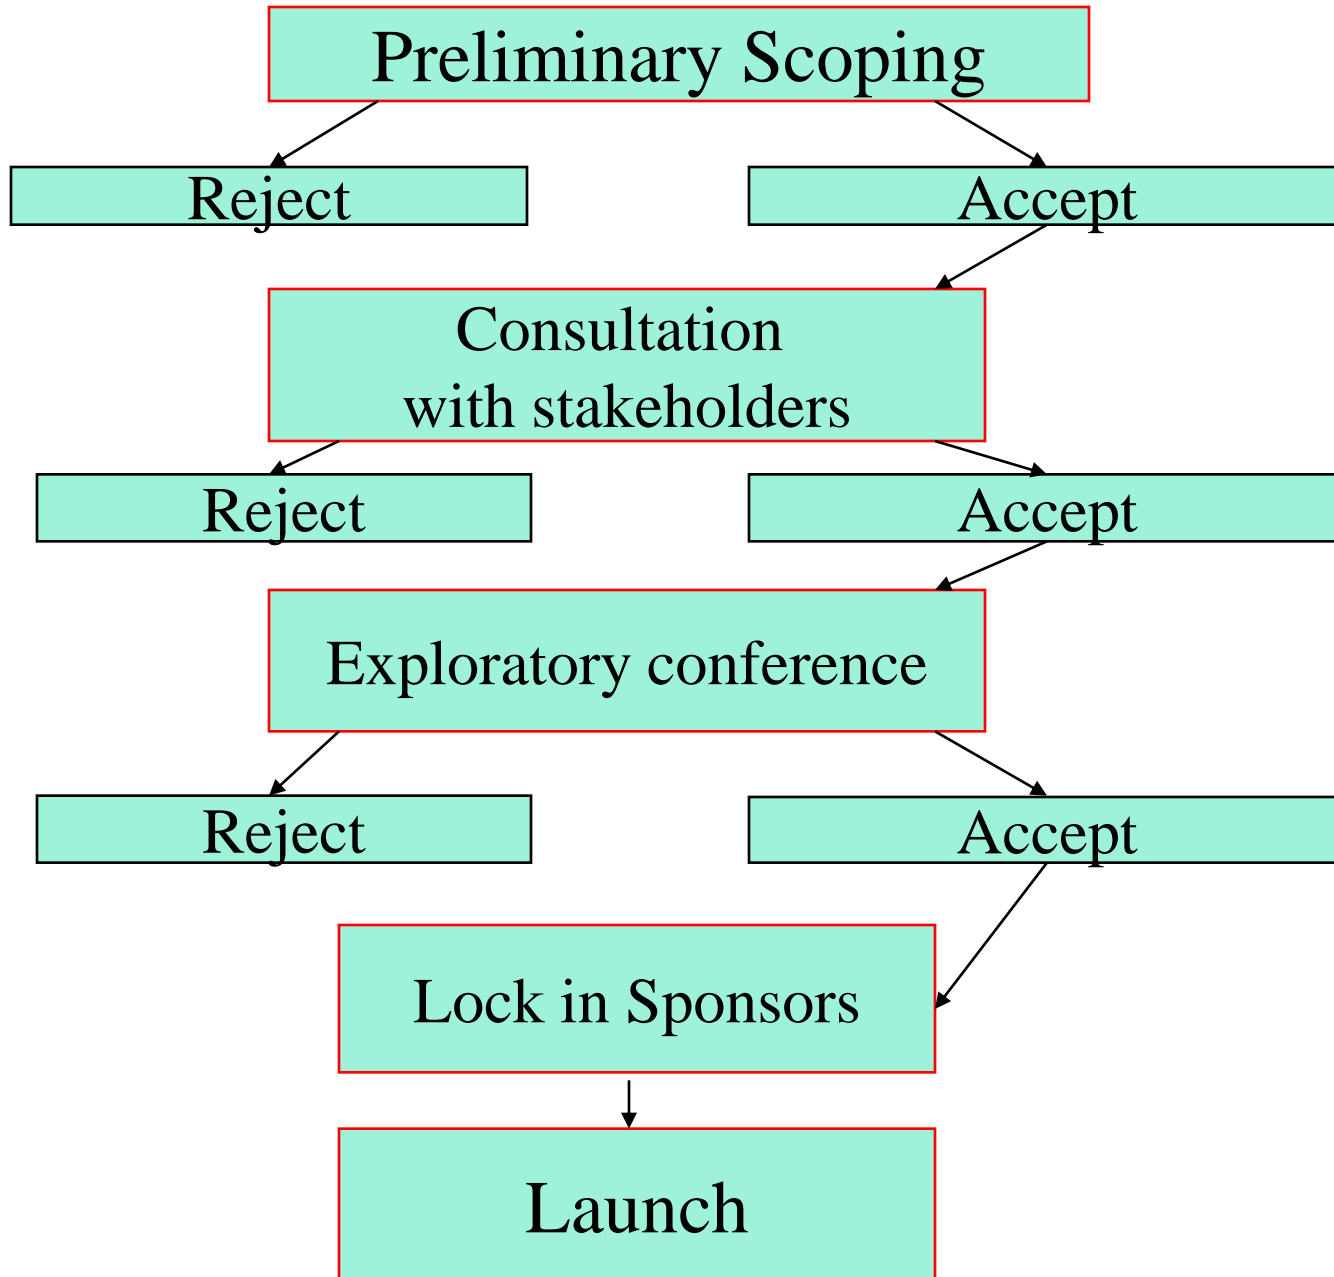 Preliminary Scoping
Reject
Accept
Consultation
with stakeholders
Reject
Accept
Exploratory conference
Reject
Accept
Lock in Sponsors
Launch